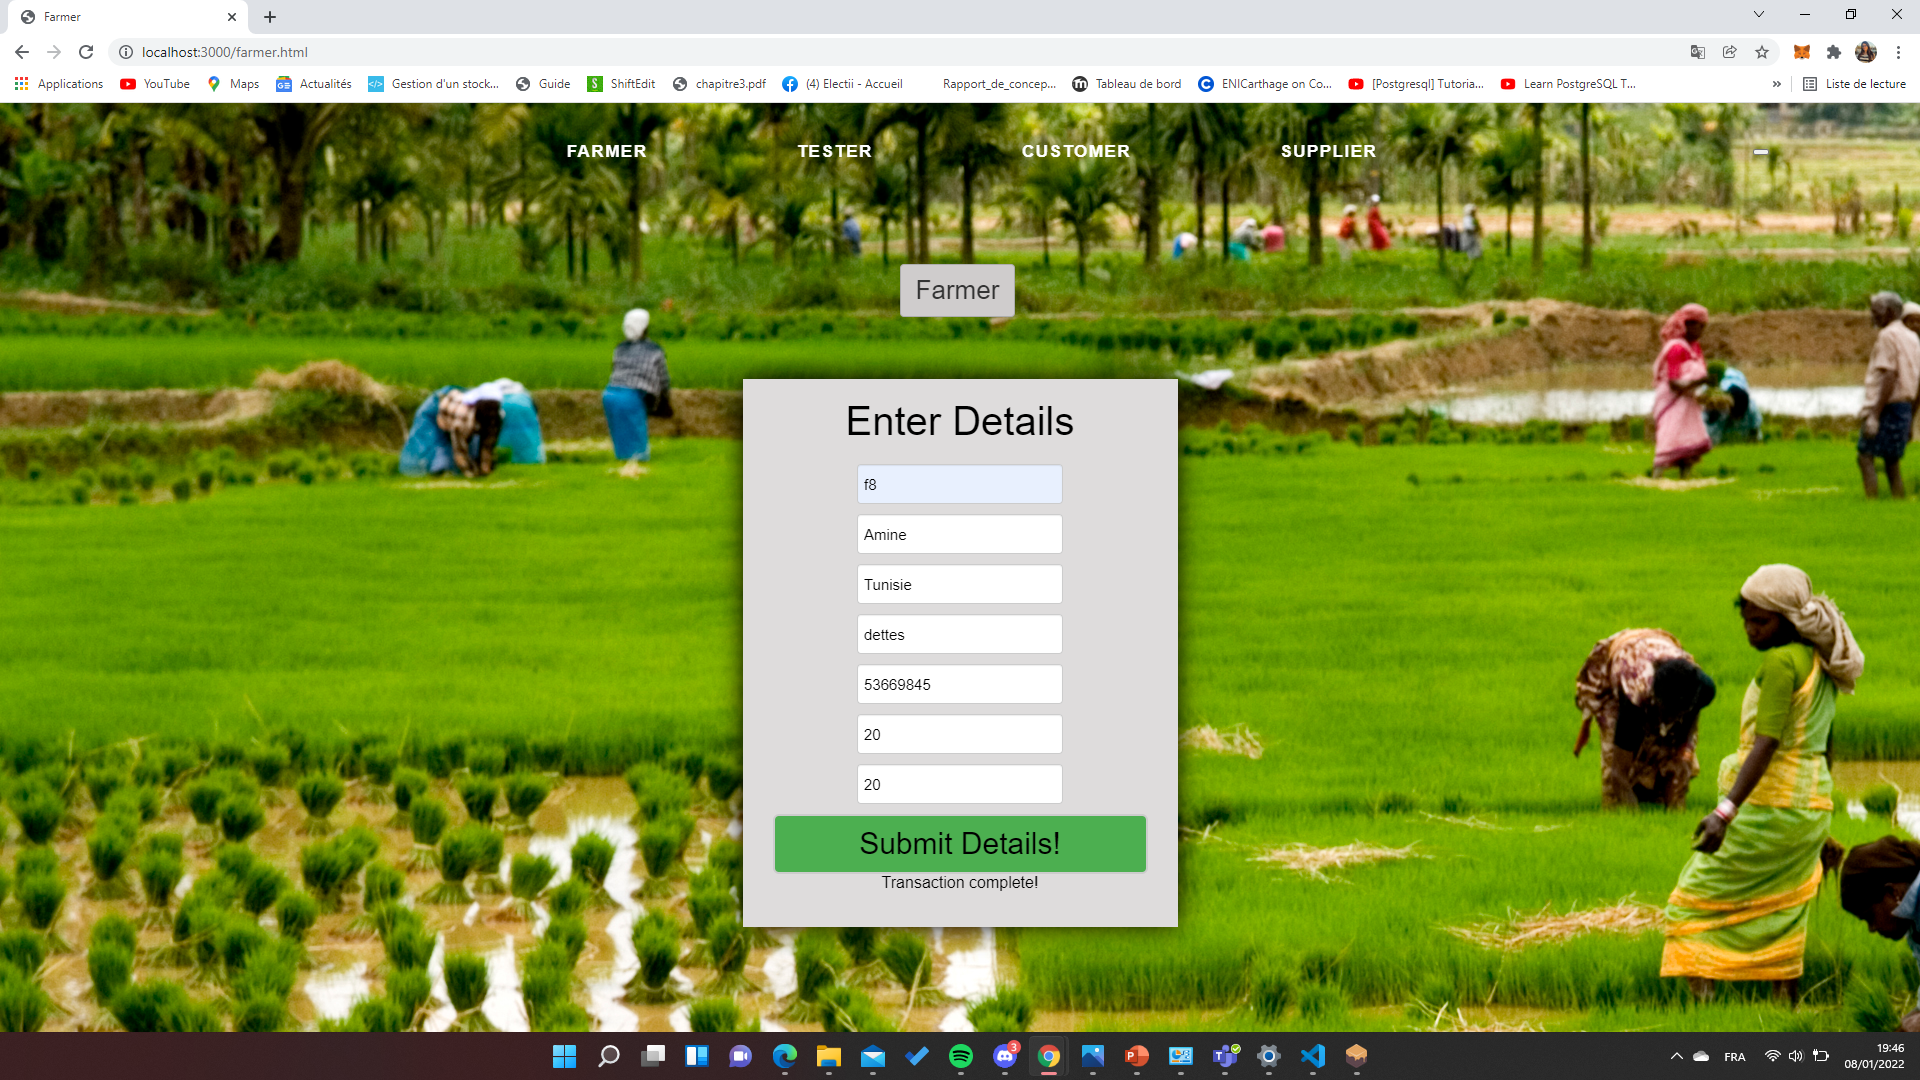 Farmer
localhost:3000/farmer.html
Applications YouTube Maps Actualités Gestion d'un stock... Guide ShiftEdit chapitre3.pdf (4) Electii - Accueil Rapport_de_concep... Tableau de bord ENICarthage on Co... [Postgresql] Tutoria... Learn PostgreSQL T... » Liste de lecture
FARMER TESTER CUSTOMER SUPPLIER
Farmer
Enter Details
f8
Amine
Tunisie
dettes
53669845
20
20
Submit Details!
Transaction complete!
3
FRA
19:46
08/01/2022